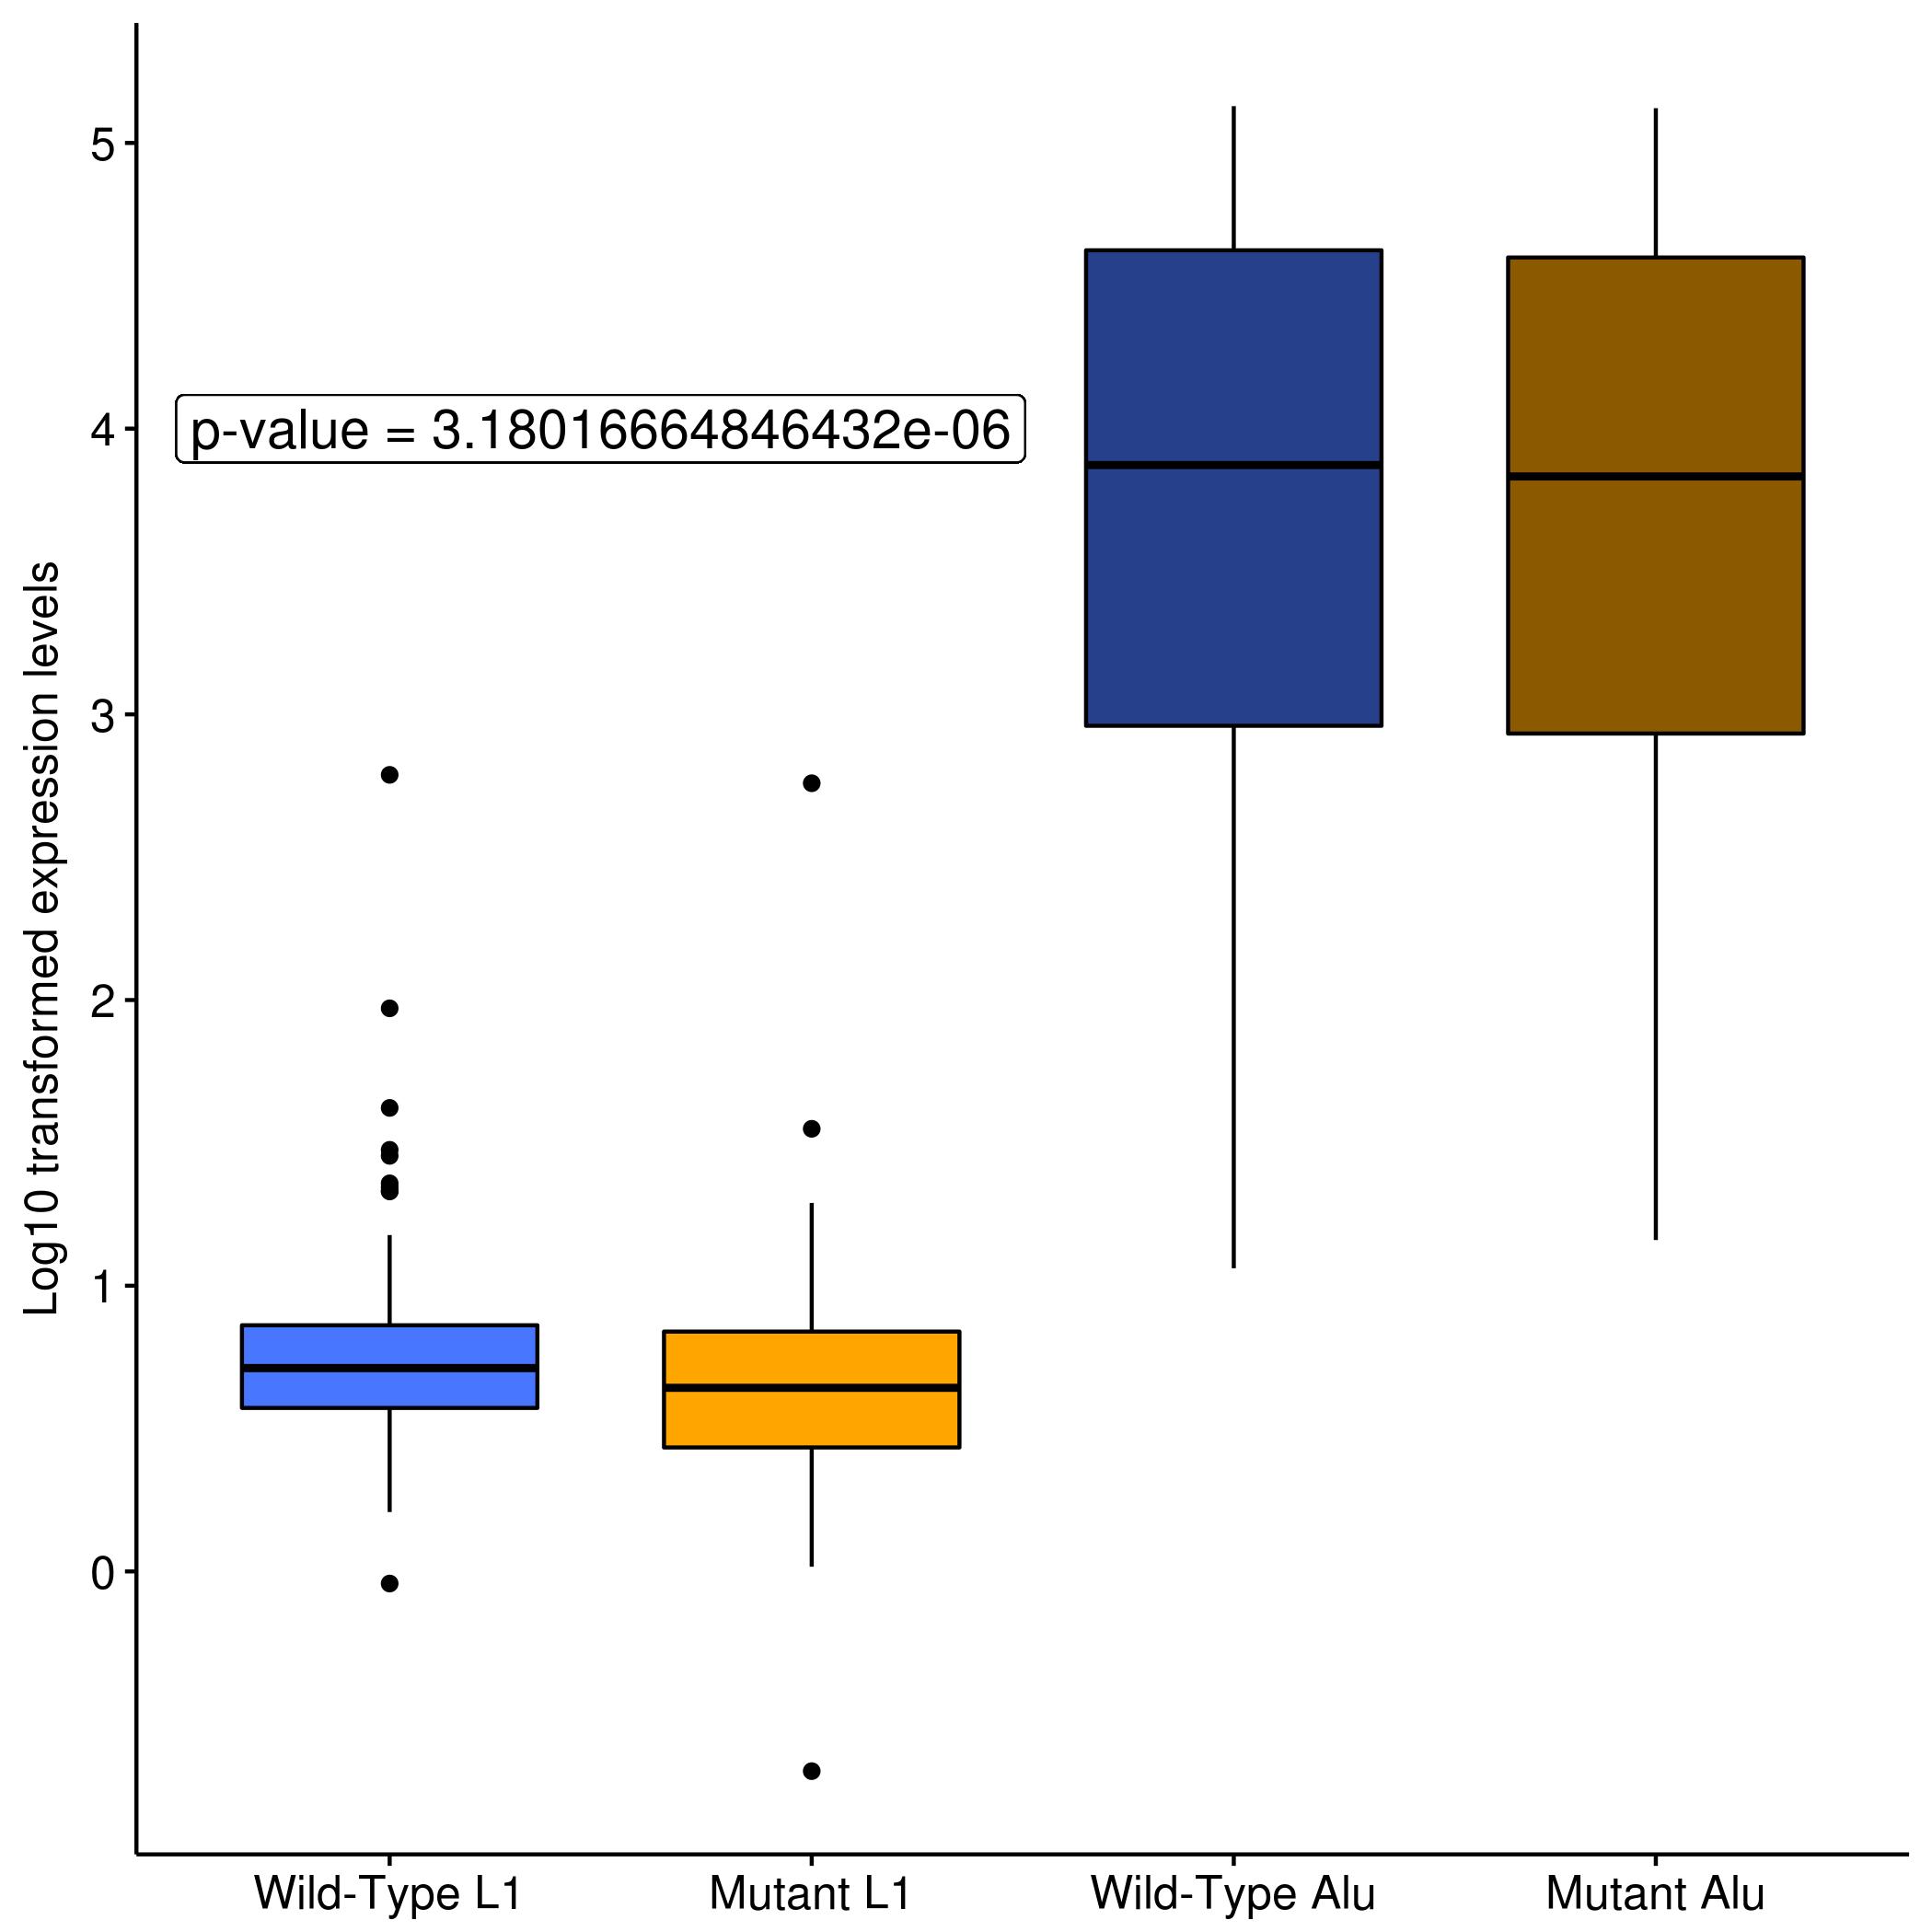 Log10 transformed expression levels
5
4
3
2
1
0
p-value = 3.18016664846432e-06
Wild-Type L1
Mutant L1
Wild-Type Alu
Mutant Alu